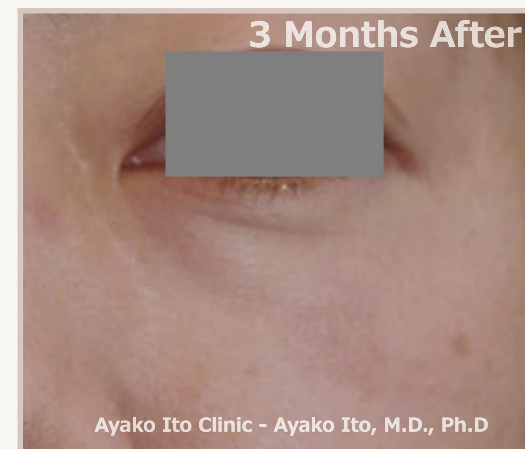 3 Months After
Ayako Ito Clinic - Ayako Ito, M.D., Ph.D